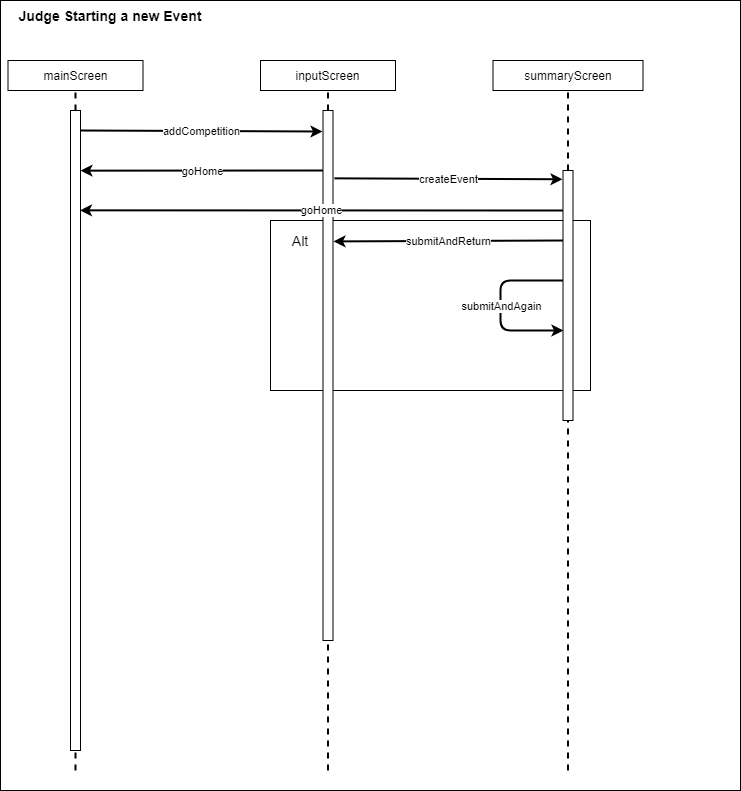 Judge Starting a new Event
mainScreen
inputScreen
summaryScreen
addCompetition
goHome
createEvent
goHome
Alt
submitAndReturn
submitAndAgain